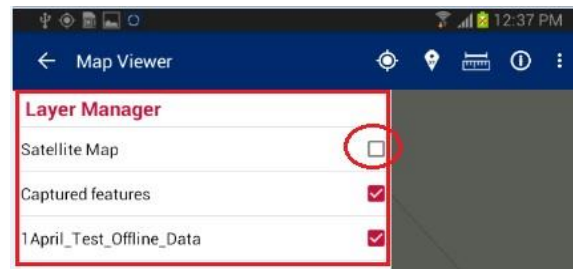 12:37 PM
Map Viewer
Layer Manager
Satellite Map
Captured features
1April_Test_Offline_Data